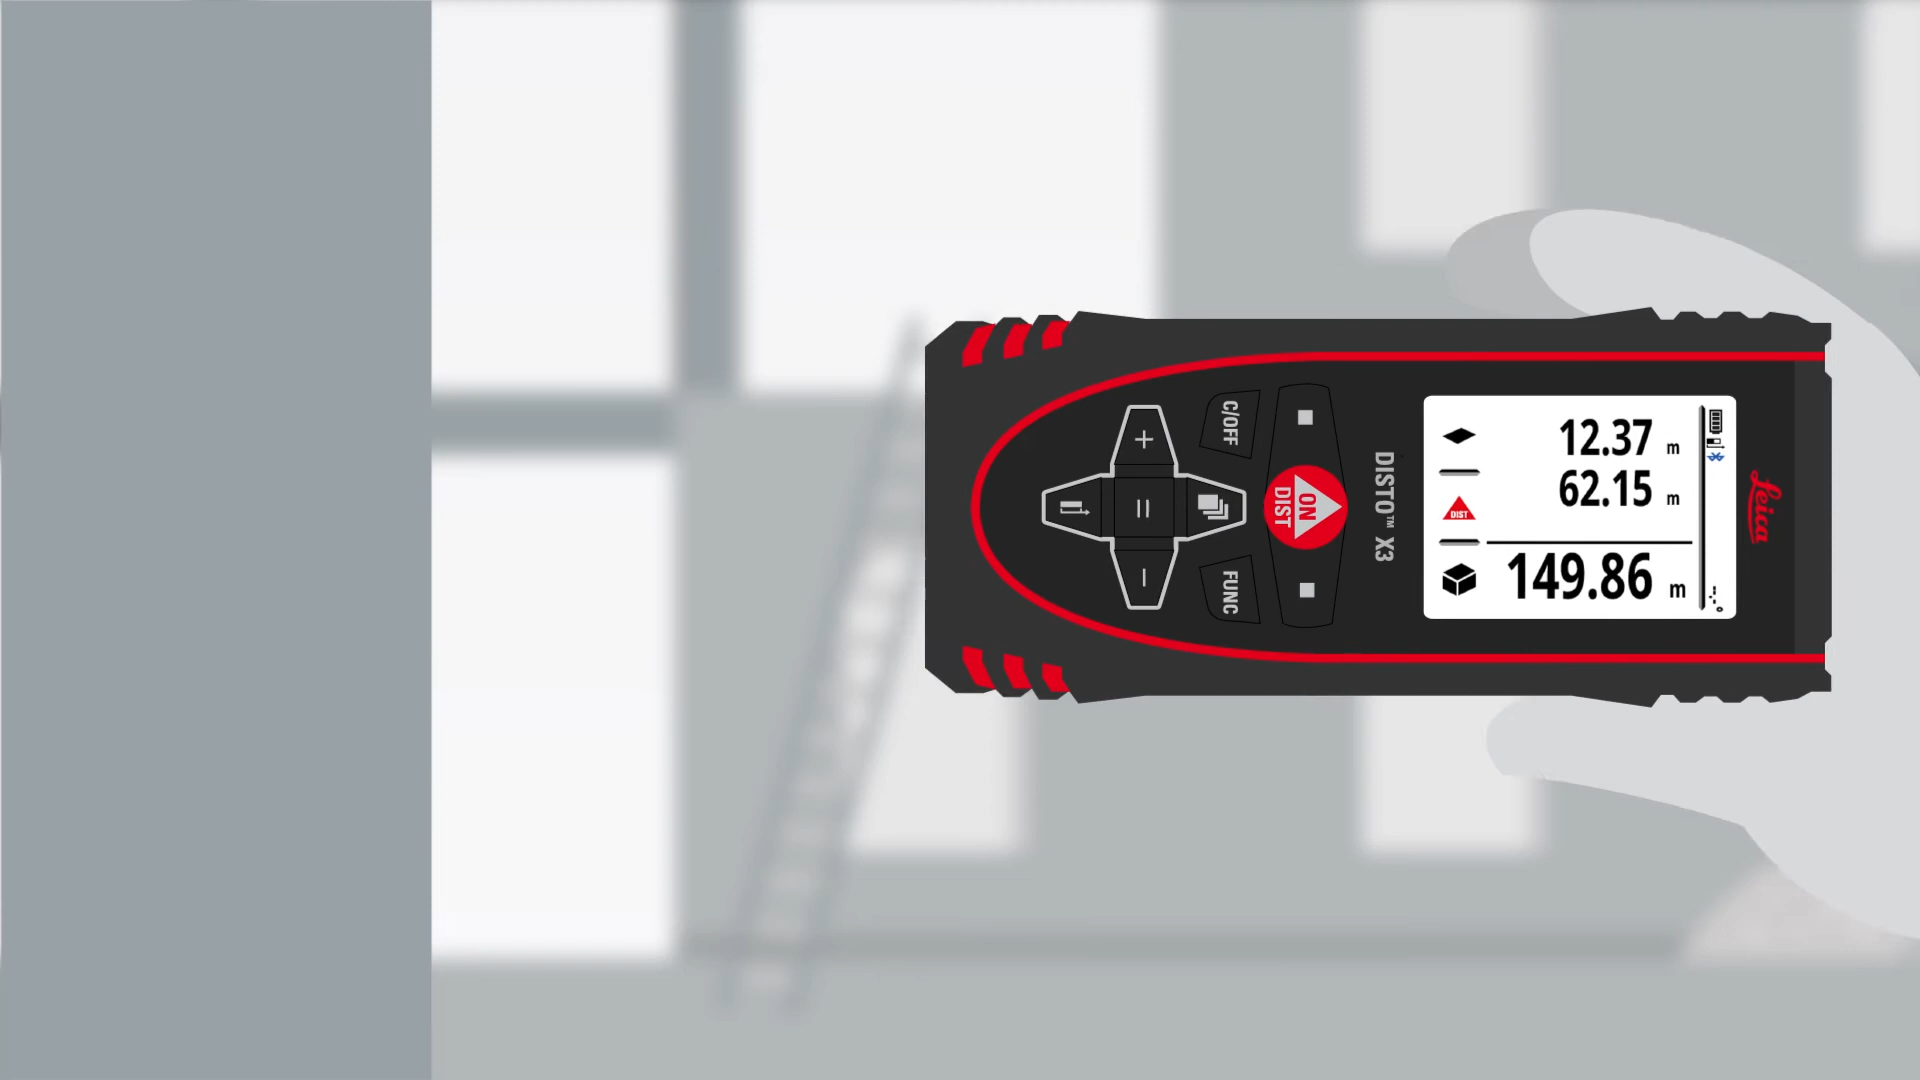 C/OFF
+
=
−
ON
DIST
FUNC
DISTO™ X3
12.37 m
62.15 m
DIST
149.86 m
Leica